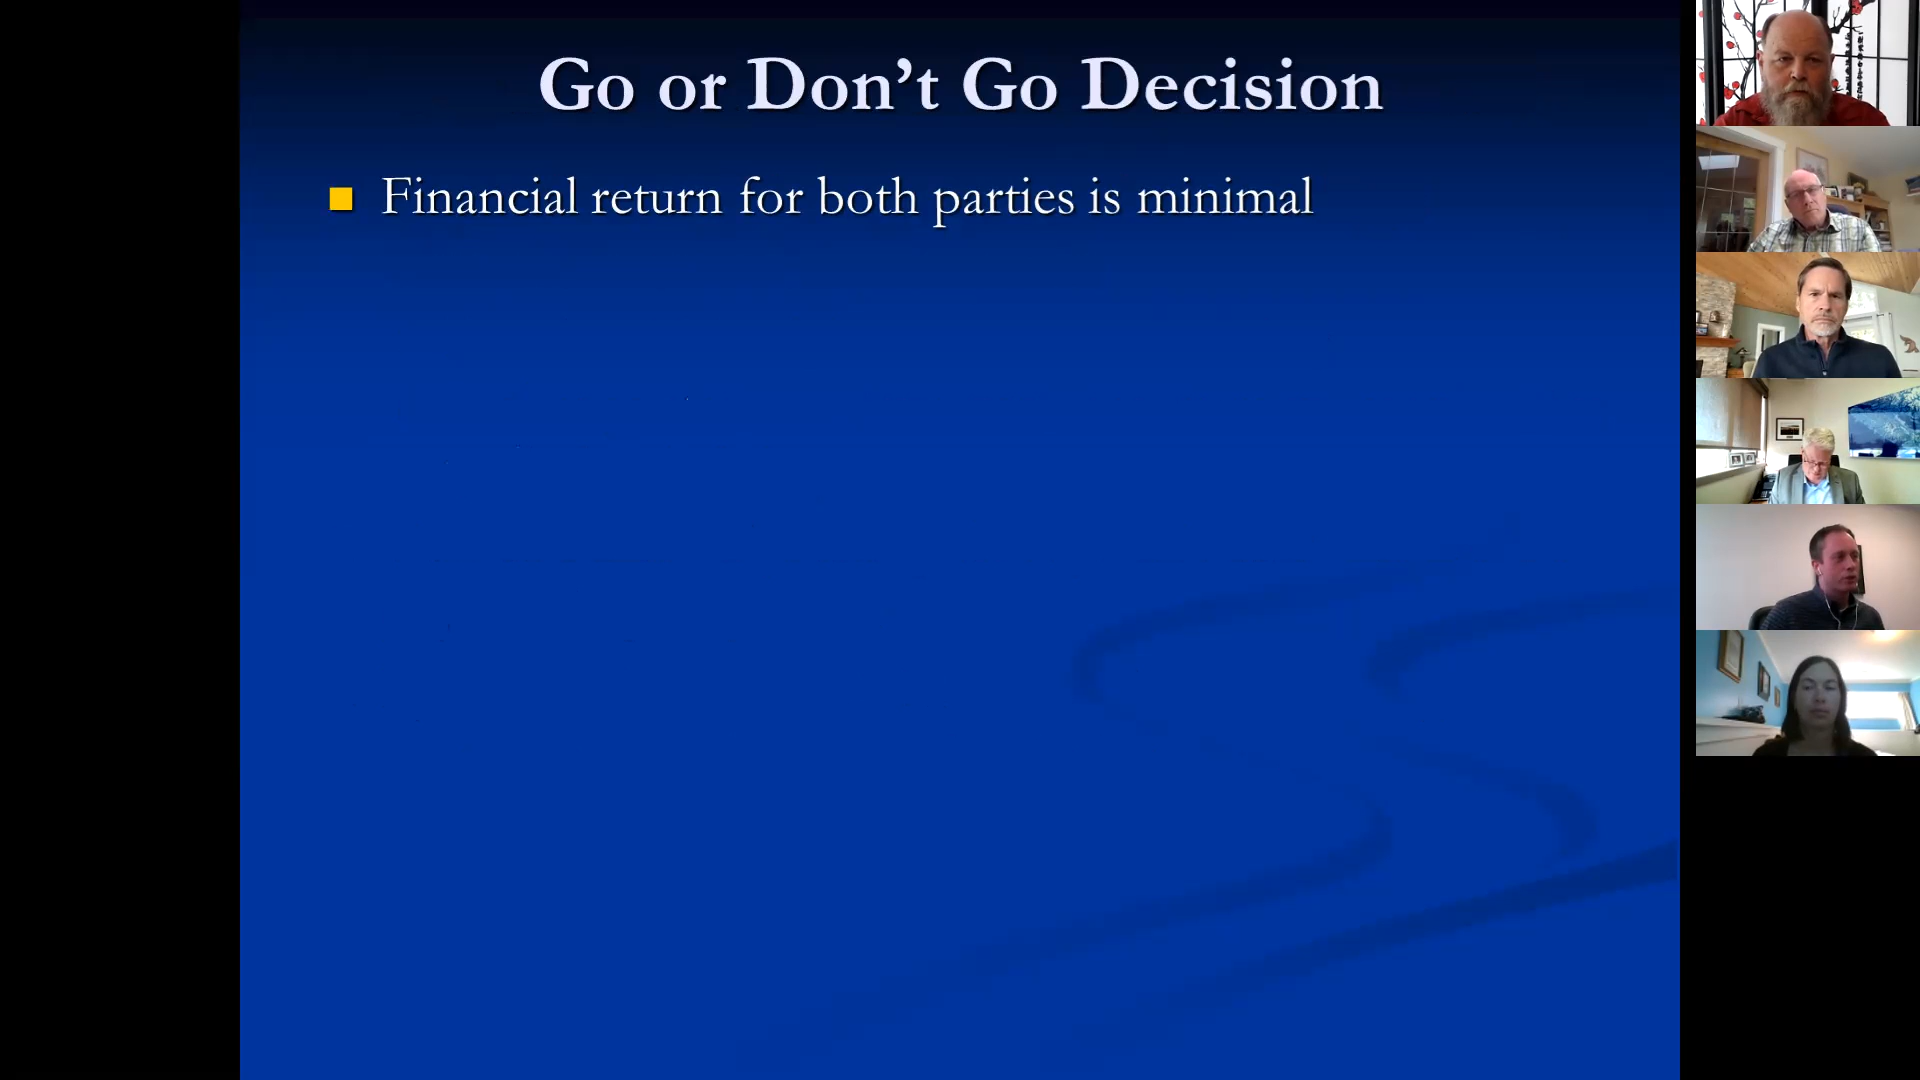 Go or Don't Go Decision
Financial return for both parties is minimal